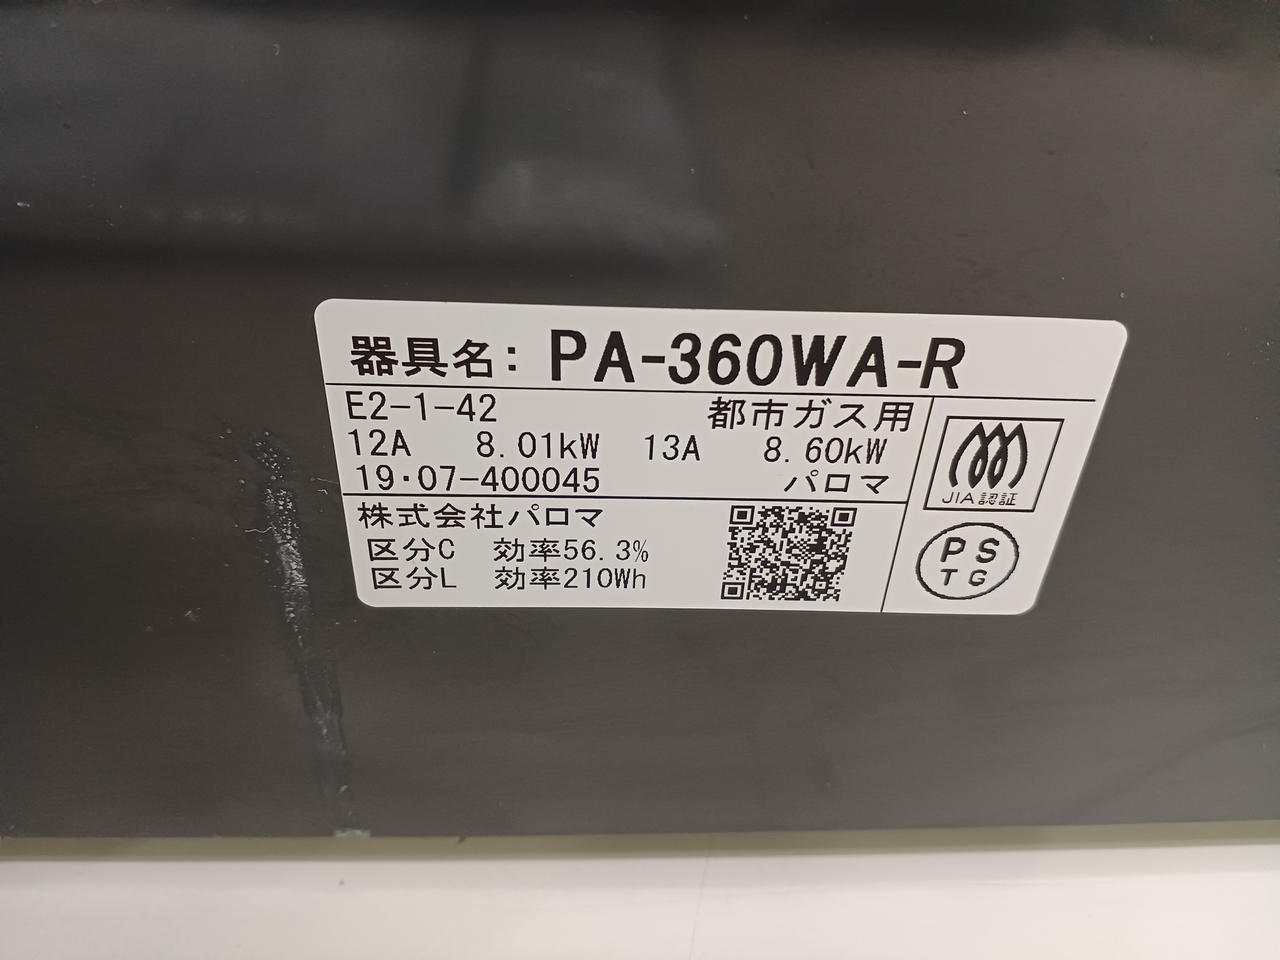 器具名: PA-360WA-R
E2-1-42 都市ガス用
12A 8.01kW 13A 8.60kW
19・07-400045 パロマ
株式会社パロマ
区分C 効率56.3%
区分L 効率210Wh
JIA認証
PS
TG